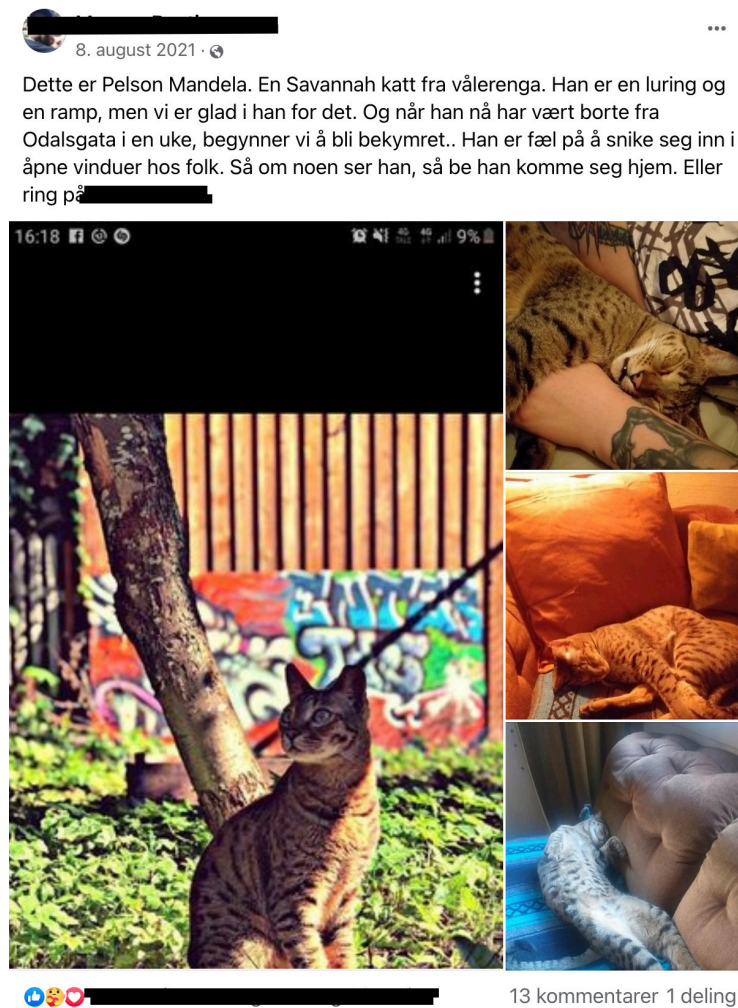 8. august 2021 ·
Dette er Pelson Mandela. En Savannah katt fra vålerenga. Han er en luring og
en ramp, men vi er glad i han for det. Og når han nå har vært borte fra
Odalsgata i en uke, begynner vi å bli bekymret.. Han er fæl på å snike seg inn i
åpne vinduer hos folk. Så om noen ser han, så be han komme seg hjem. Eller
ring på
16:18
4G 4G 9%
13 kommentarer 1 deling